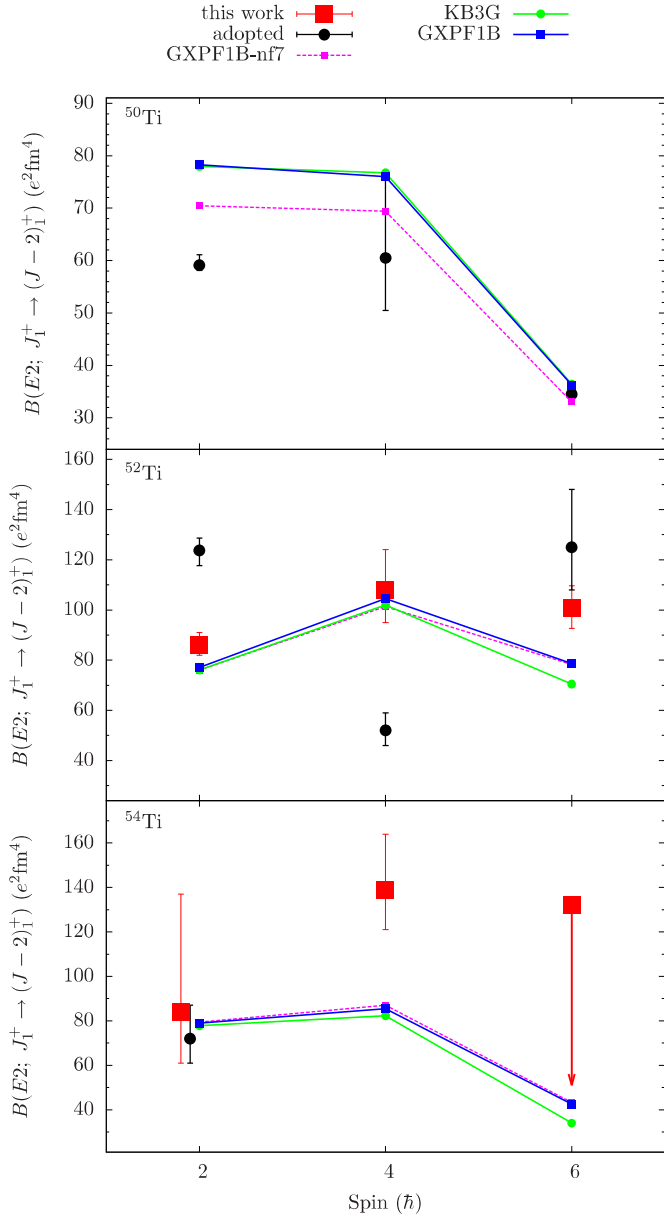 this work
adopted
GXPF1B-nf7
KB3G
GXPF1B
⁵⁰Ti
B(E2; J₁⁺ → (J − 2)₁⁺) (e²fm⁴)
90
80
70
60
50
40
30
⁵²Ti
B(E2; J₁⁺ → (J − 2)₁⁺) (e²fm⁴)
160
140
120
100
80
60
40
⁵⁴Ti
B(E2; J₁⁺ → (J − 2)₁⁺) (e²fm⁴)
160
140
120
100
80
60
40
2 4 6
Spin (ℏ)